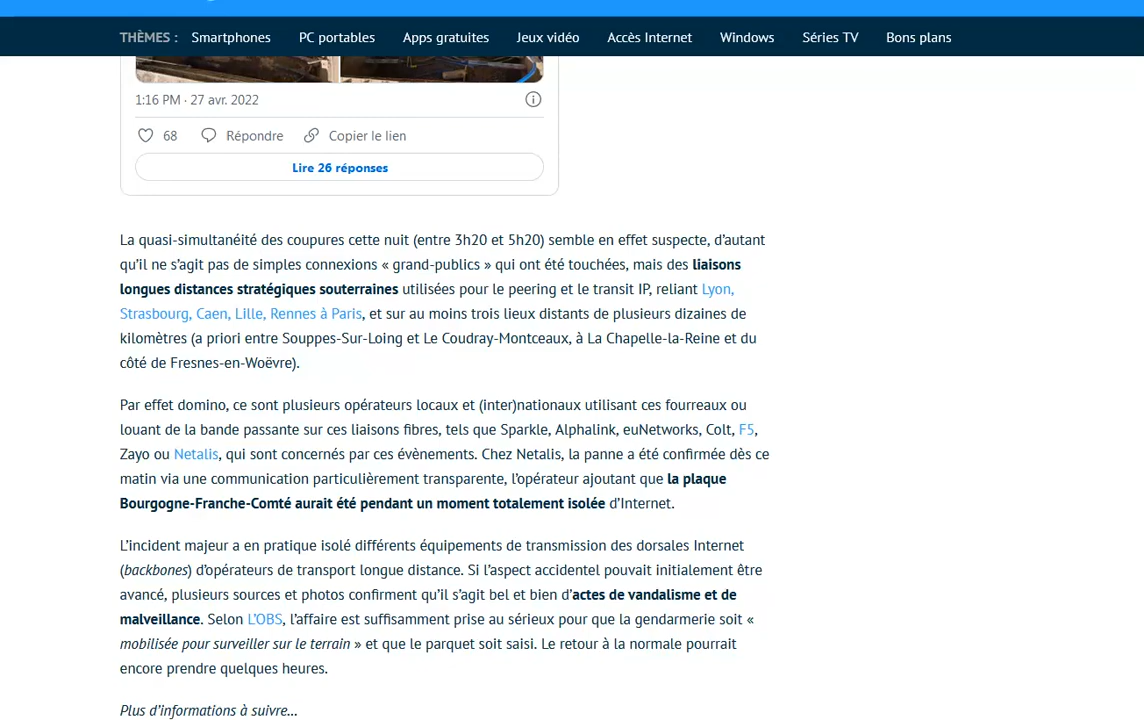 THÈMES : Smartphones PC portables Apps gratuites Jeux vidéo Accès Internet Windows Séries TV Bons plans
1:16 PM · 27 avr. 2022
68 Répondre Copier le lien
Lire 26 réponses
La quasi-simultanéité des coupures cette nuit (entre 3h20 et 5h20) semble en effet suspecte, d’autant
qu’il ne s’agit pas de simples connexions « grand-publics » qui ont été touchées, mais des liaisons
longues distances stratégiques souterraines utilisées pour le peering et le transit IP, reliant Lyon,
Strasbourg, Caen, Lille, Rennes à Paris, et sur au moins trois lieux distants de plusieurs dizaines de
kilomètres (a priori entre Souppes-Sur-Loing et Le Coudray-Montceaux, à La Chapelle-la-Reine et du
côté de Fresnes-en-Woëvre).
Par effet domino, ce sont plusieurs opérateurs locaux et (inter)nationaux utilisant ces fourreaux ou
louant de la bande passante sur ces liaisons fibres, tels que Sparkle, Alphalink, euNetworks, Colt, F5,
Zayo ou Netalis, qui sont concernés par ces évènements. Chez Netalis, la panne a été confirmée dès ce
matin via une communication particulièrement transparente, l’opérateur ajoutant que la plaque
Bourgogne-Franche-Comté aurait été pendant un moment totalement isolée d’Internet.
L’incident majeur a en pratique isolé différents équipements de transmission des dorsales Internet
(backbones) d’opérateurs de transport longue distance. Si l’aspect accidentel pouvait initialement être
avancé, plusieurs sources et photos confirment qu’il s’agit bel et bien d’actes de vandalisme et de
malveillance. Selon L’OBS, l’affaire est suffisamment prise au sérieux pour que la gendarmerie soit «
mobilisée pour surveiller sur le terrain » et que le parquet soit saisi. Le retour à la normale pourrait
encore prendre quelques heures.
Plus d’informations à suivre…